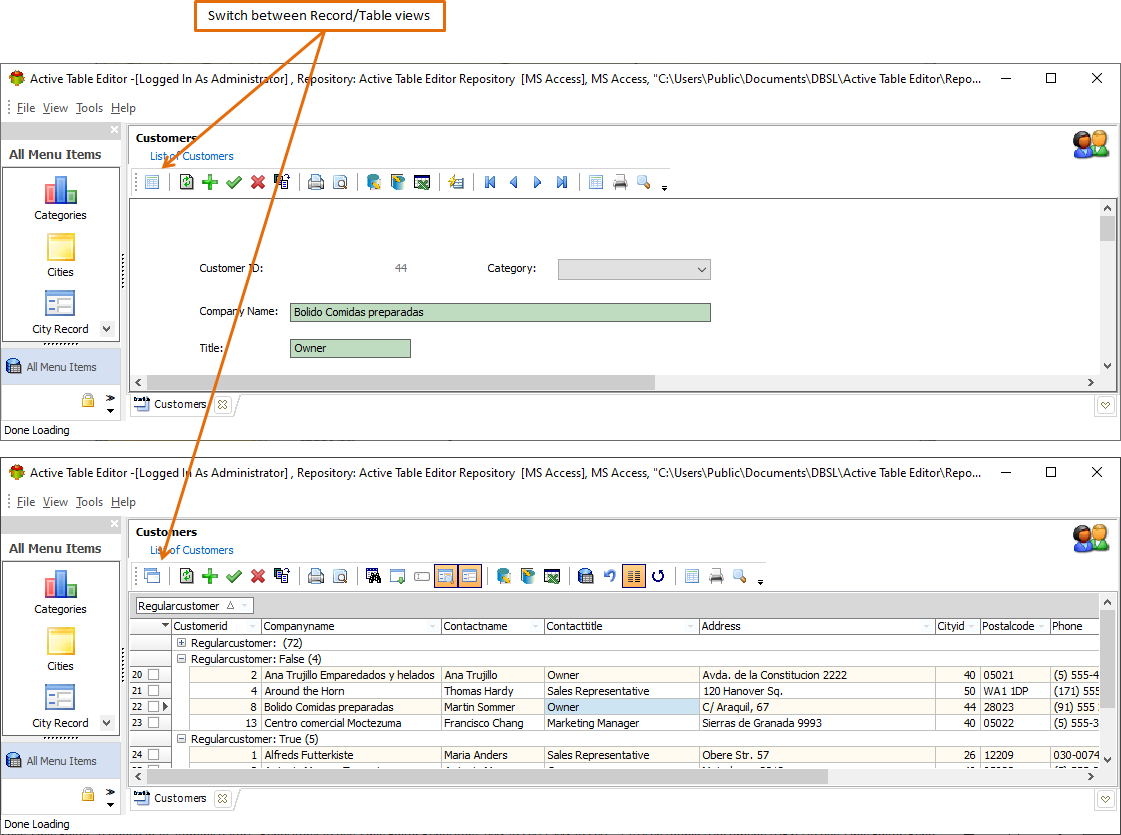 Switch between Record/Table views
Active Table Editor -[Logged In As Administrator] , Repository: Active Table Editor Repository [MS Access], MS Access, "C:\Users\Public\Documents\DBSL\Active Table Editor\Repo...
File View Tools Help
All Menu Items
Categories
Cities
City Record
All Menu Items
Customers
List of Customers
Customer ID: 44 Category:
Company Name: Bolido Comidas preparadas
Title: Owner
Customers
Done Loading
Active Table Editor -[Logged In As Administrator] , Repository: Active Table Editor Repository [MS Access], MS Access, "C:\Users\Public\Documents\DBSL\Active Table Editor\Repo...
File View Tools Help
All Menu Items
Categories
Cities
City Record
All Menu Items
Customers
List of Customers
Regularcustomer
Customerid Companyname Contactname Contacttitle Address Cityid Postalcode Phone
Regularcustomer: (72)
Regularcustomer: False (4)
20 2 Ana Trujillo Emparedados y helados Ana Trujillo Owner Avda. de la Constitucion 2222 40 05021 (5) 555-4
21 4 Around the Horn Thomas Hardy Sales Representative 120 Hanover Sq. 50 WA1 1DP (171) 555
22 8 Bolido Comidas preparadas Martin Sommer Owner C/ Araquil, 67 44 28023 (91) 555
23 13 Centro comercial Moctezuma Francisco Chang Marketing Manager Sierras de Granada 9993 40 05022 (5) 555-3
Regularcustomer: True (5)
24 1 Alfreds Futterkiste Maria Anders Sales Representative Obere Str. 57 26 12209 030-0074
Customers
Done Loading